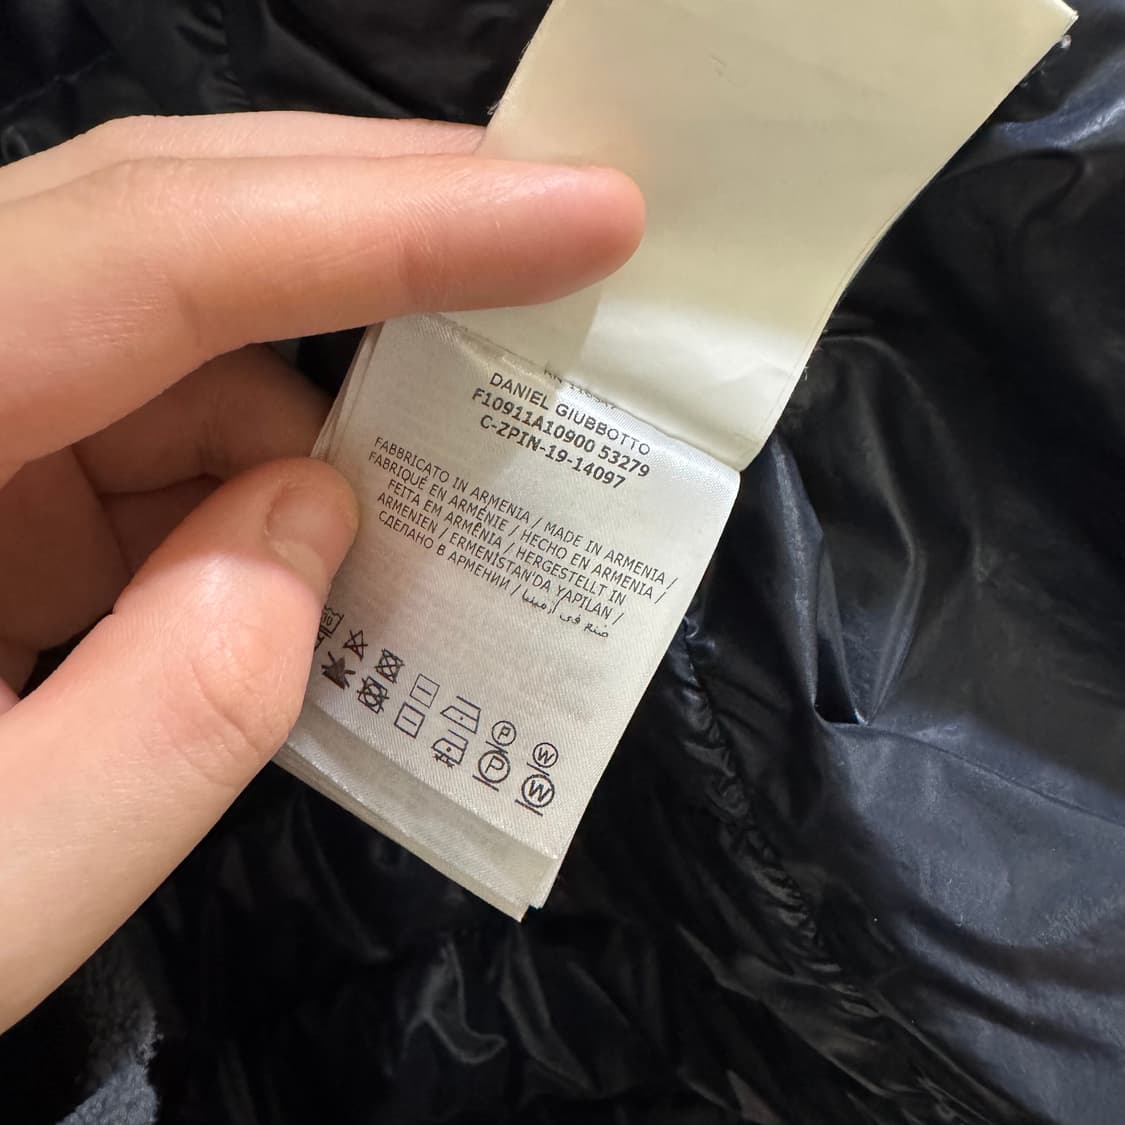 DANIEL GIUBBOTTO
F10911A10900 53279
C-ZPIN-19-14097
FABBRICATO IN ARMENIA / MADE IN ARMENIA /
FABRIQUÉ EN ARMÉNIE / HECHO EN ARMENIA /
FEITA EM ARMÊNIA / HERGESTELLT IN
ARMENIEN / ERMENİSTAN'DA YAPILAN /
СДЕЛАНО В АРМЕНИИ / صنع في أرمينيا
P
W
P
W